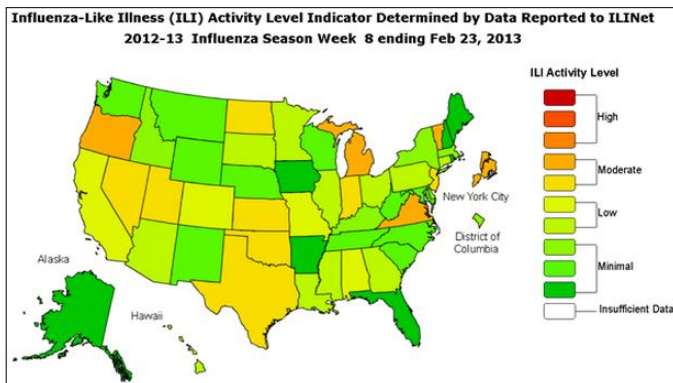 Influenza-Like Illness (ILI) Activity Level Indicator Determined by Data Reported to ILINet
2012-13 Influenza Season Week 8 ending Feb 23, 2013
ILI Activity Level
High
Moderate
Low
Minimal
Insufficient Data
New York City
District of
Columbia
Alaska
Hawaii